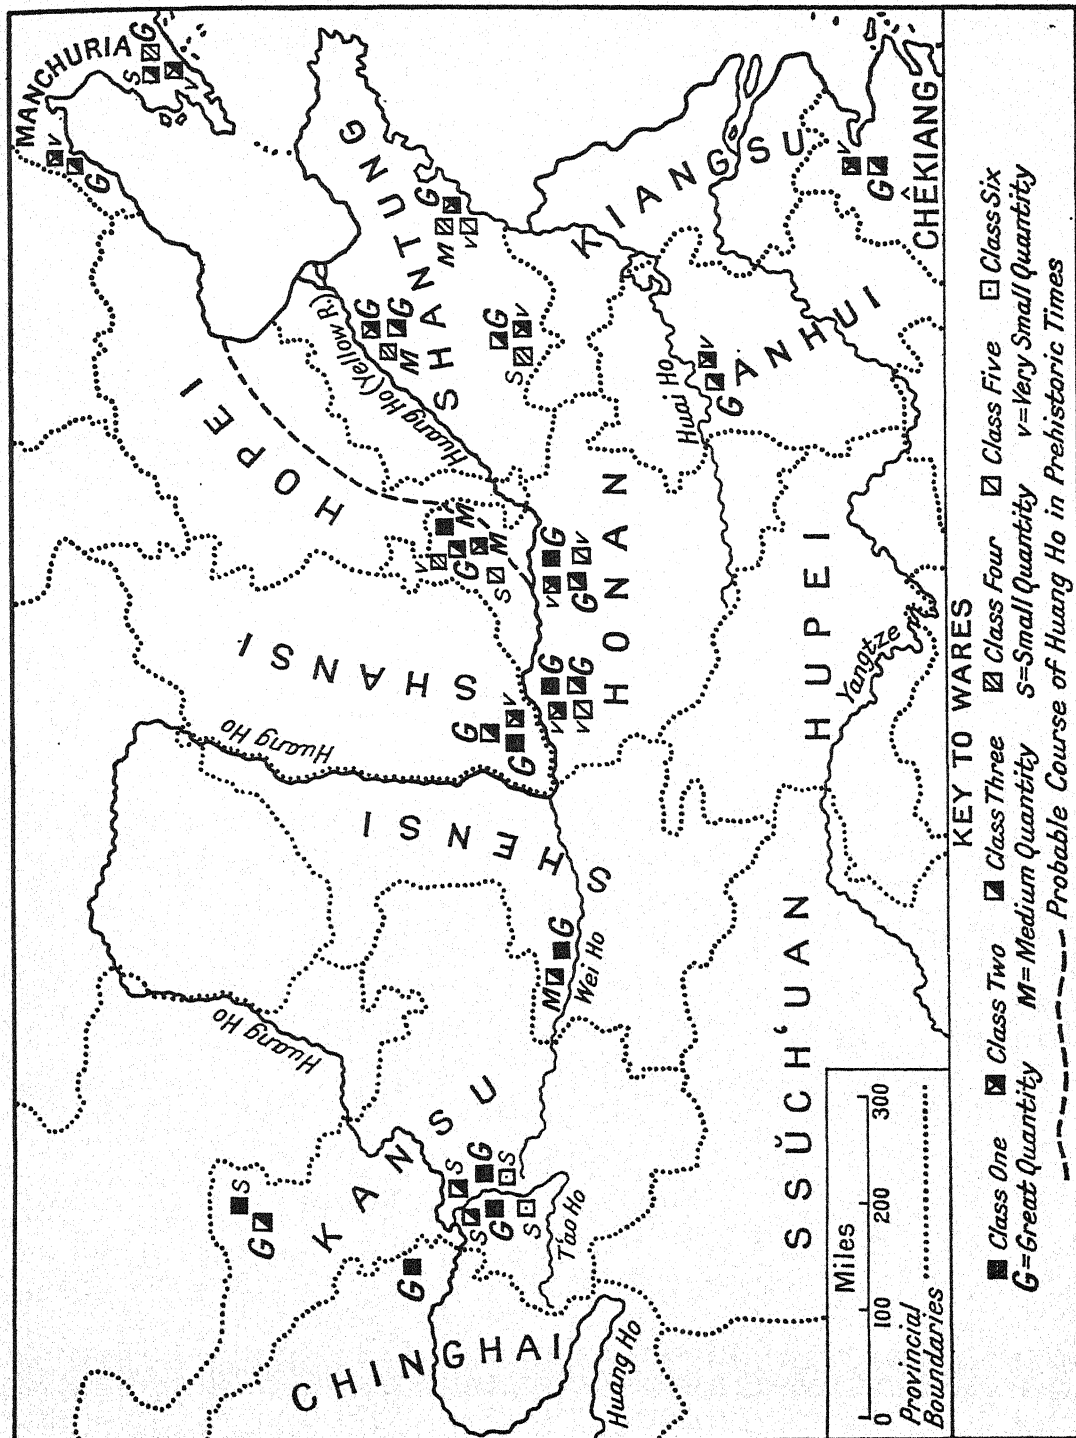 MANCHURIA
S
G
V
V
G
HOPEI
SHANTUNG
Huang Ho (Yellow R.)
G
M
G
M
G
M
V
G
S
V
SHANSI
Huang Ho
V
M
G
M
S
G
V
G
KIANGSU
Huai Ho
V
G
ANHUI
V
G
CHÊKIANG
HONAN
V
G
G
V
V
G
V
G
SHENSI
M
G
Wei Ho
Huang Ho
KANSU
S
G
S
G
S
S
G
S
S
G
T'ao Ho
CHINGHAI
Huang Ho
HUPEI
Yangtze
SSŬCH'UAN
Miles
0 100 200 300
Provincial
Boundaries
KEY TO WARES
Class One Class Two Class Three Class Four Class Five Class Six
G=Great Quantity M=Medium Quantity S=Small Quantity v=Very Small Quantity
Probable Course of Huang Ho in Prehistoric Times